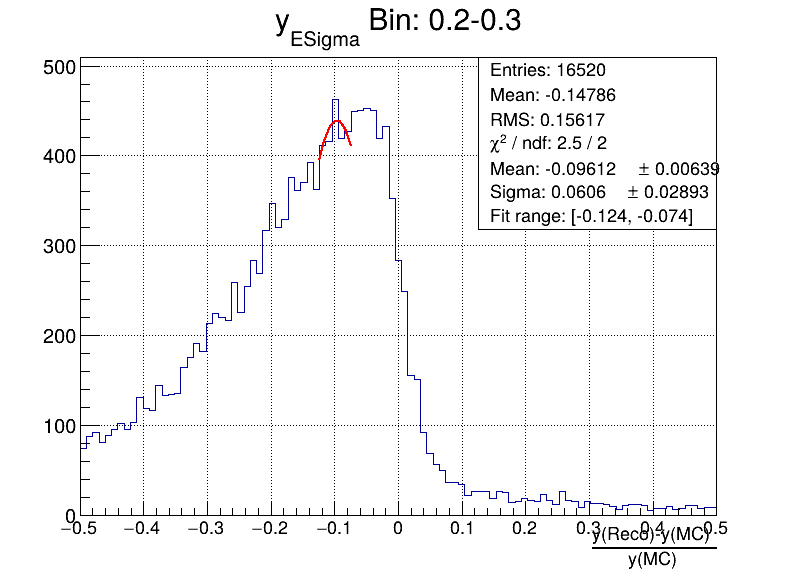 y_ESigma Bin: 0.2-0.3
Entries: 16520
Mean: -0.14786
RMS: 0.15617
χ² / ndf: 2.5 / 2
Mean: -0.09612 ± 0.00639
Sigma: 0.0606 ± 0.02893
Fit range: [-0.124, -0.074]
500
400
300
200
100
0
−0.5 −0.4 −0.3 −0.2 −0.1 0 0.1 0.2 0.3 0.4 0.5
y(Reco)-y(MC)
y(MC)